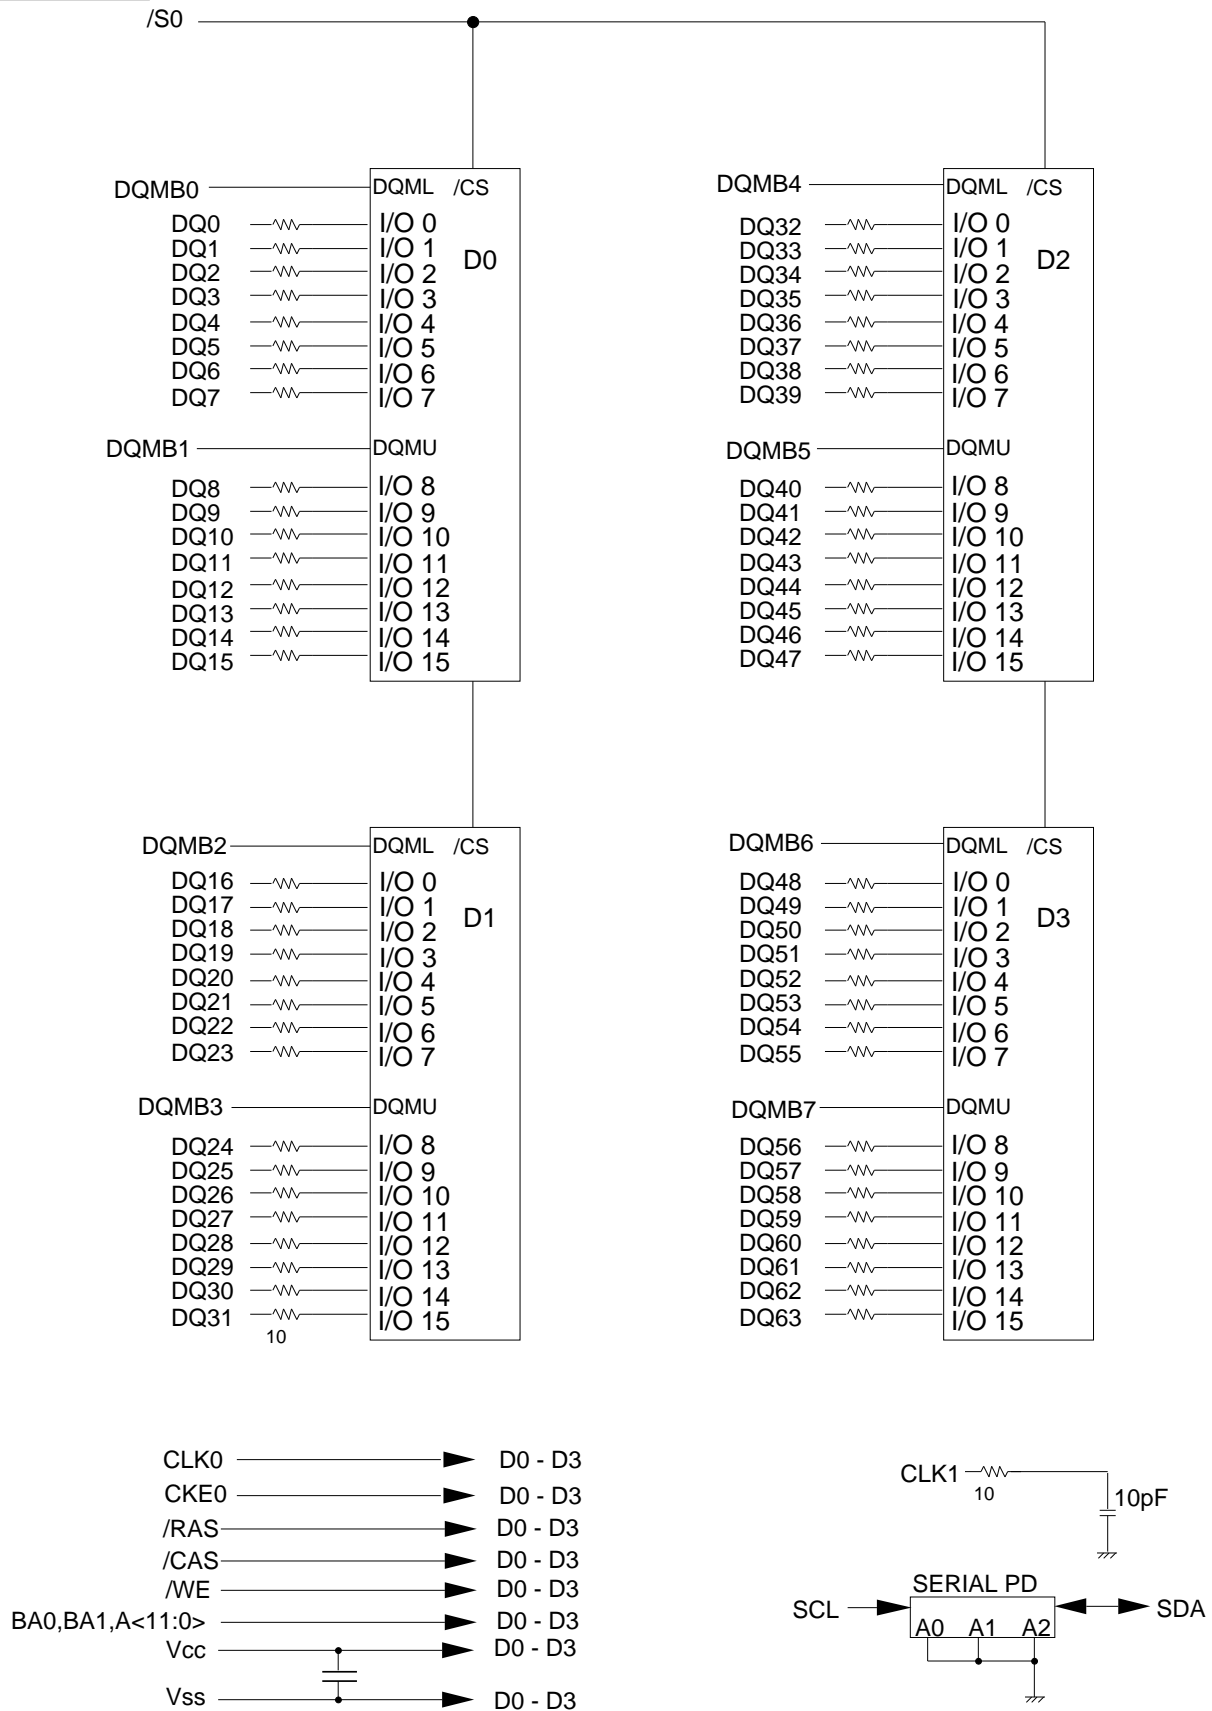 /S0
DQMB0 DQML /CS
DQ0 I/O 0
DQ1 I/O 1
D0
DQ2 I/O 2
DQ3 I/O 3
DQ4 I/O 4
DQ5 I/O 5
DQ6 I/O 6
DQ7 I/O 7
DQMB1 DQMU
DQ8 I/O 8
DQ9 I/O 9
DQ10 I/O 10
DQ11 I/O 11
DQ12 I/O 12
DQ13 I/O 13
DQ14 I/O 14
DQ15 I/O 15
DQMB4 DQML /CS
DQ32 I/O 0
DQ33 I/O 1
D2
DQ34 I/O 2
DQ35 I/O 3
DQ36 I/O 4
DQ37 I/O 5
DQ38 I/O 6
DQ39 I/O 7
DQMB5 DQMU
DQ40 I/O 8
DQ41 I/O 9
DQ42 I/O 10
DQ43 I/O 11
DQ44 I/O 12
DQ45 I/O 13
DQ46 I/O 14
DQ47 I/O 15
DQMB2 DQML /CS
DQ16 I/O 0
DQ17 I/O 1
D1
DQ18 I/O 2
DQ19 I/O 3
DQ20 I/O 4
DQ21 I/O 5
DQ22 I/O 6
DQ23 I/O 7
DQMB3 DQMU
DQ24 I/O 8
DQ25 I/O 9
DQ26 I/O 10
DQ27 I/O 11
DQ28 I/O 12
DQ29 I/O 13
DQ30 I/O 14
DQ31 I/O 15
10
DQMB6 DQML /CS
DQ48 I/O 0
DQ49 I/O 1
D3
DQ50 I/O 2
DQ51 I/O 3
DQ52 I/O 4
DQ53 I/O 5
DQ54 I/O 6
DQ55 I/O 7
DQMB7 DQMU
DQ56 I/O 8
DQ57 I/O 9
DQ58 I/O 10
DQ59 I/O 11
DQ60 I/O 12
DQ61 I/O 13
DQ62 I/O 14
DQ63 I/O 15
CLK0 D0 - D3
CKE0 D0 - D3
/RAS D0 - D3
/CAS D0 - D3
/WE D0 - D3
BA0,BA1,A<11:0> D0 - D3
Vcc D0 - D3
Vss D0 - D3
CLK1
10
10pF
SERIAL PD
SCL SDA
A0 A1 A2